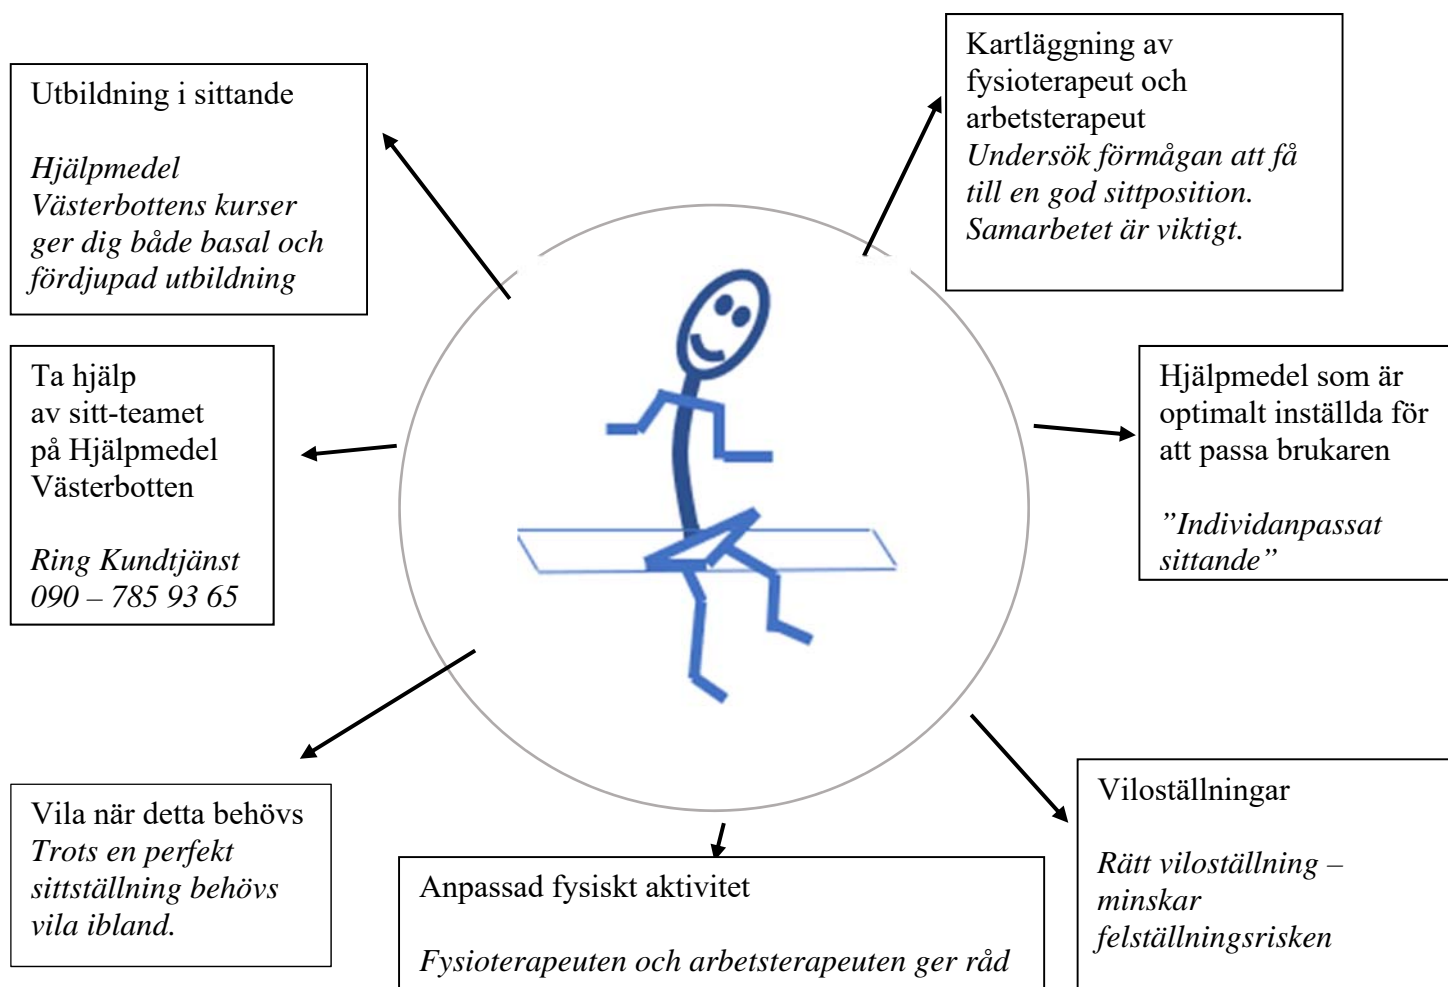 Utbildning i sittande
Hjälpmedel
Västerbottens kurser
ger dig både basal och
fördjupad utbildning
Kartläggning av
fysioterapeut och
arbetsterapeut
Undersök förmågan att få
till en god sittposition.
Samarbetet är viktigt.
Ta hjälp
av sitt-teamet
på Hjälpmedel
Västerbotten
Ring Kundtjänst
090 – 785 93 65
Hjälpmedel som är
optimalt inställda för
att passa brukaren
”Individanpassat
sittande”
Vila när detta behövs
Trots en perfekt
sittställning behövs
vila ibland.
Anpassad fysiskt aktivitet
Fysioterapeuten och arbetsterapeuten ger råd
Viloställningar
Rätt viloställning –
minskar
felställningsrisken